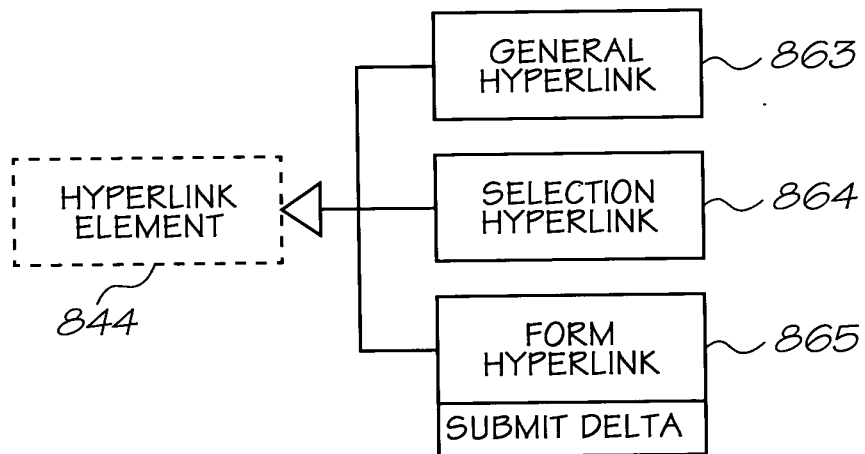 GENERAL
HYPERLINK
863
HYPERLINK
ELEMENT
844
SELECTION
HYPERLINK
864
FORM
HYPERLINK
865
SUBMIT DELTA